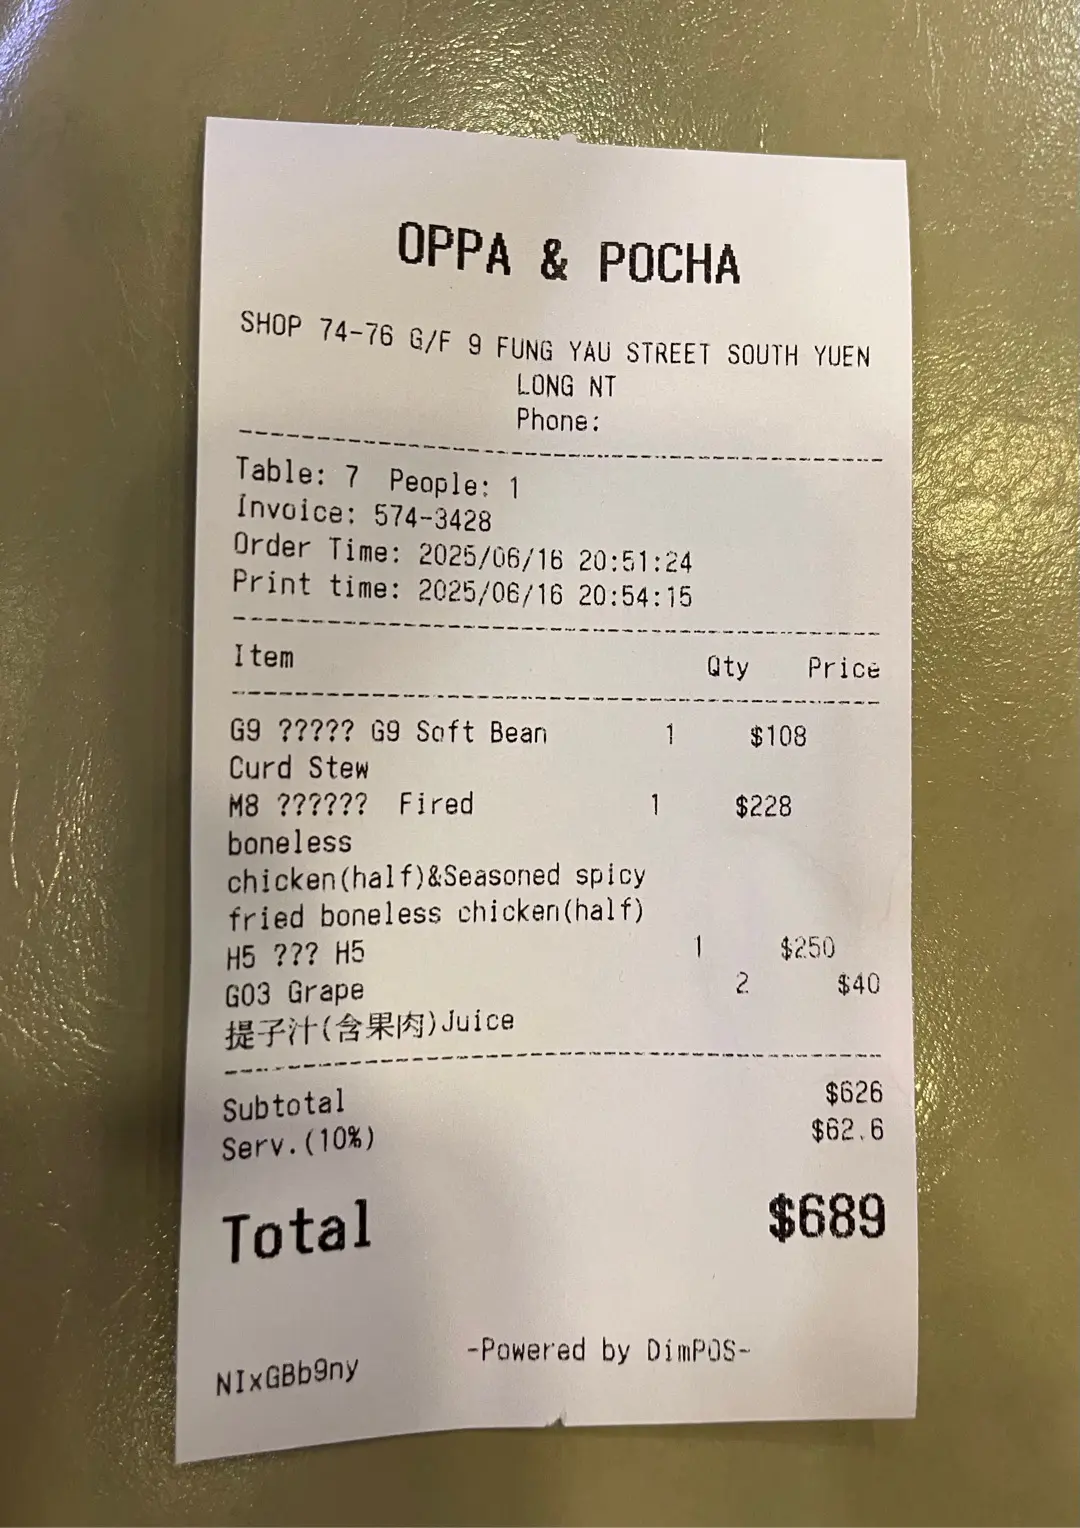 OPPA & POCHA
SHOP 74-76 G/F 9 FUNG YAU STREET SOUTH YUEN
LONG NT
Phone:
Table: 7 People: 1
Invoice: 574-3428
Order Time: 2025/06/16 20:51:24
Print time: 2025/06/16 20:54:15
Item Qty Price
G9 ????? G9 Soft Bean 1 $108
Curd Stew
M8 ?????? Fired 1 $228
boneless
chicken(half)&Seasoned spicy
fried boneless chicken(half)
H5 ??? H5 1 $250
G03 Grape 2 $40
提子汁(含果肉)Juice
Subtotal $626
Serv.(10%) $62.6
Total $689
-Powered by DimPOS-
NIxGBb9ny